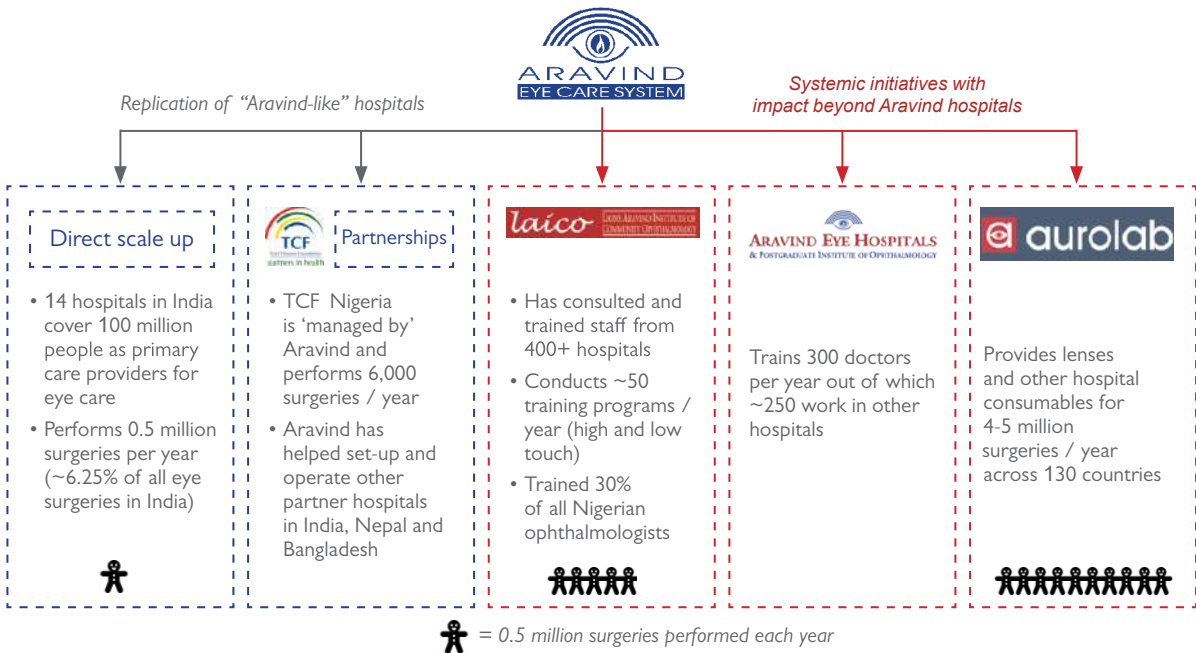 ARAVIND
EYE CARE SYSTEM
Replication of “Aravind-like” hospitals
Systemic initiatives with
impact beyond Aravind hospitals
Direct scale up
• 14 hospitals in India
cover 100 million
people as primary
care providers for
eye care
• Performs 0.5 million
surgeries per year
(~6.25% of all eye
surgeries in India)
TCF
partners in health
Partnerships
• TCF Nigeria
is ‘managed by’
Aravind and
performs 6,000
surgeries / year
• Aravind has
helped set-up and
operate other
partner hospitals
in India, Nepal and
Bangladesh
laico
LIONS ARAVIND INSTITUTE OF
COMMUNITY OPHTHALMOLOGY
• Has consulted and
trained staff from
400+ hospitals
• Conducts ~50
training programs /
year (high and low
touch)
• Trained 30%
of all Nigerian
ophthalmologists
ARAVIND EYE HOSPITALS
& POSTGRADUATE INSTITUTE OF OPHTHALMOLOGY
Trains 300 doctors
per year out of which
~250 work in other
hospitals
aurolab
Provides lenses
and other hospital
consumables for
4-5 million
surgeries / year
across 130 countries
= 0.5 million surgeries performed each year